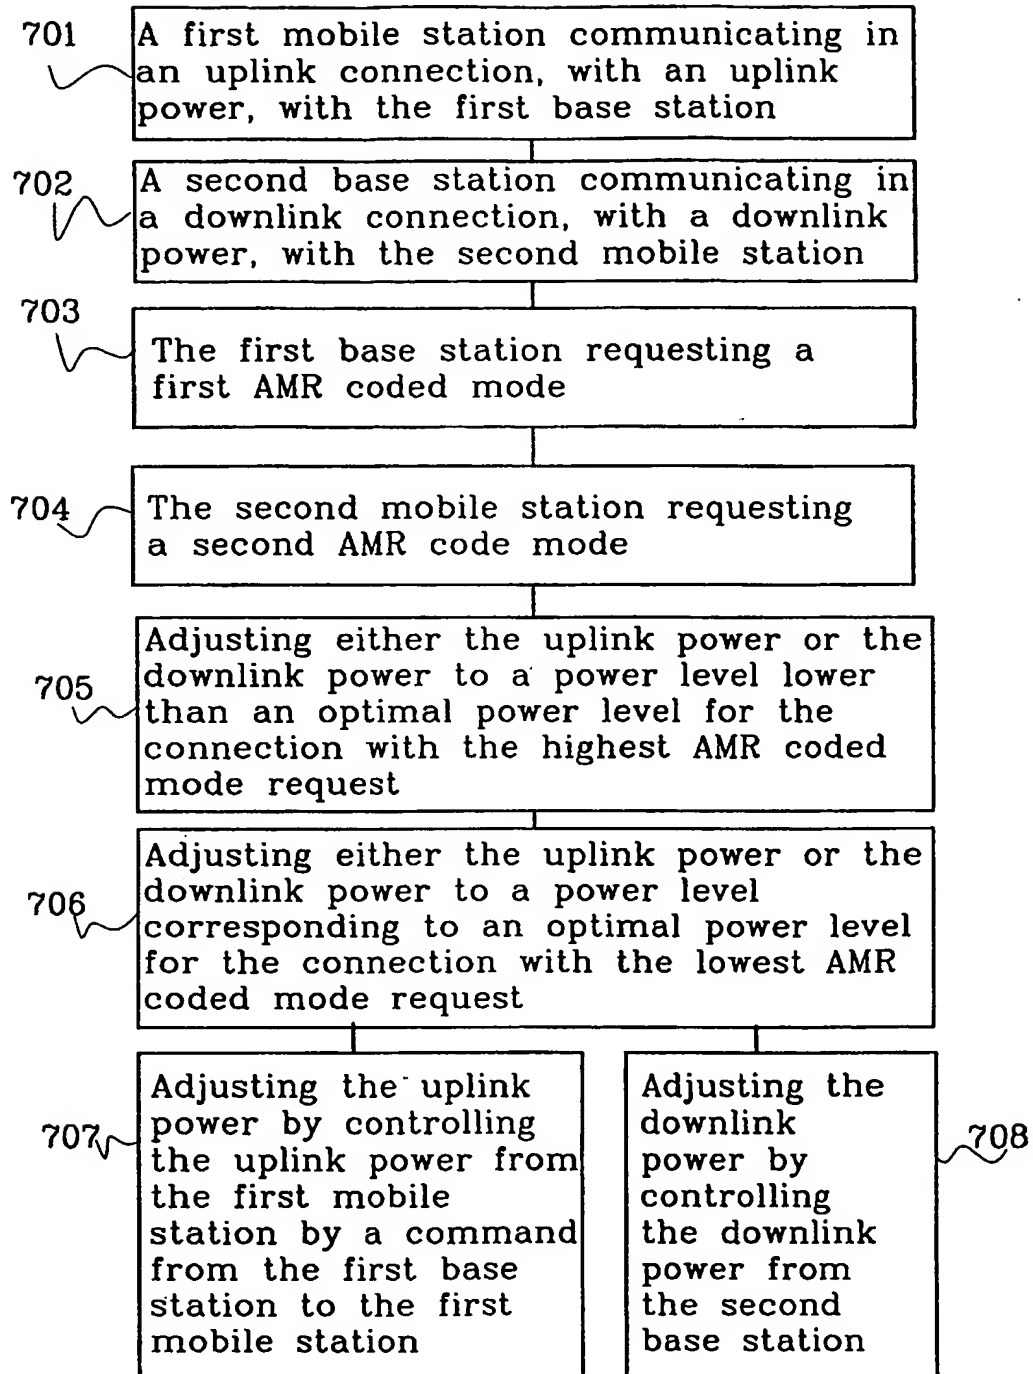 701
A first mobile station communicating in
an uplink connection, with an uplink
power, with the first base station
702
A second base station communicating in
a downlink connection, with a downlink
power, with the second mobile station
703
The first base station requesting a
first AMR coded mode
704
The second mobile station requesting
a second AMR code mode
705
Adjusting either the uplink power or the
downlink power to a power level lower
than an optimal power level for the
connection with the highest AMR coded
mode request
706
Adjusting either the uplink power or the
downlink power to a power level
corresponding to an optimal power level
for the connection with the lowest AMR
coded mode request
707
Adjusting the uplink
power by controlling
the uplink power from
the first mobile
station by a command
from the first base
station to the first
mobile station
708
Adjusting the
downlink
power by
controlling
the downlink
power from
the second
base station